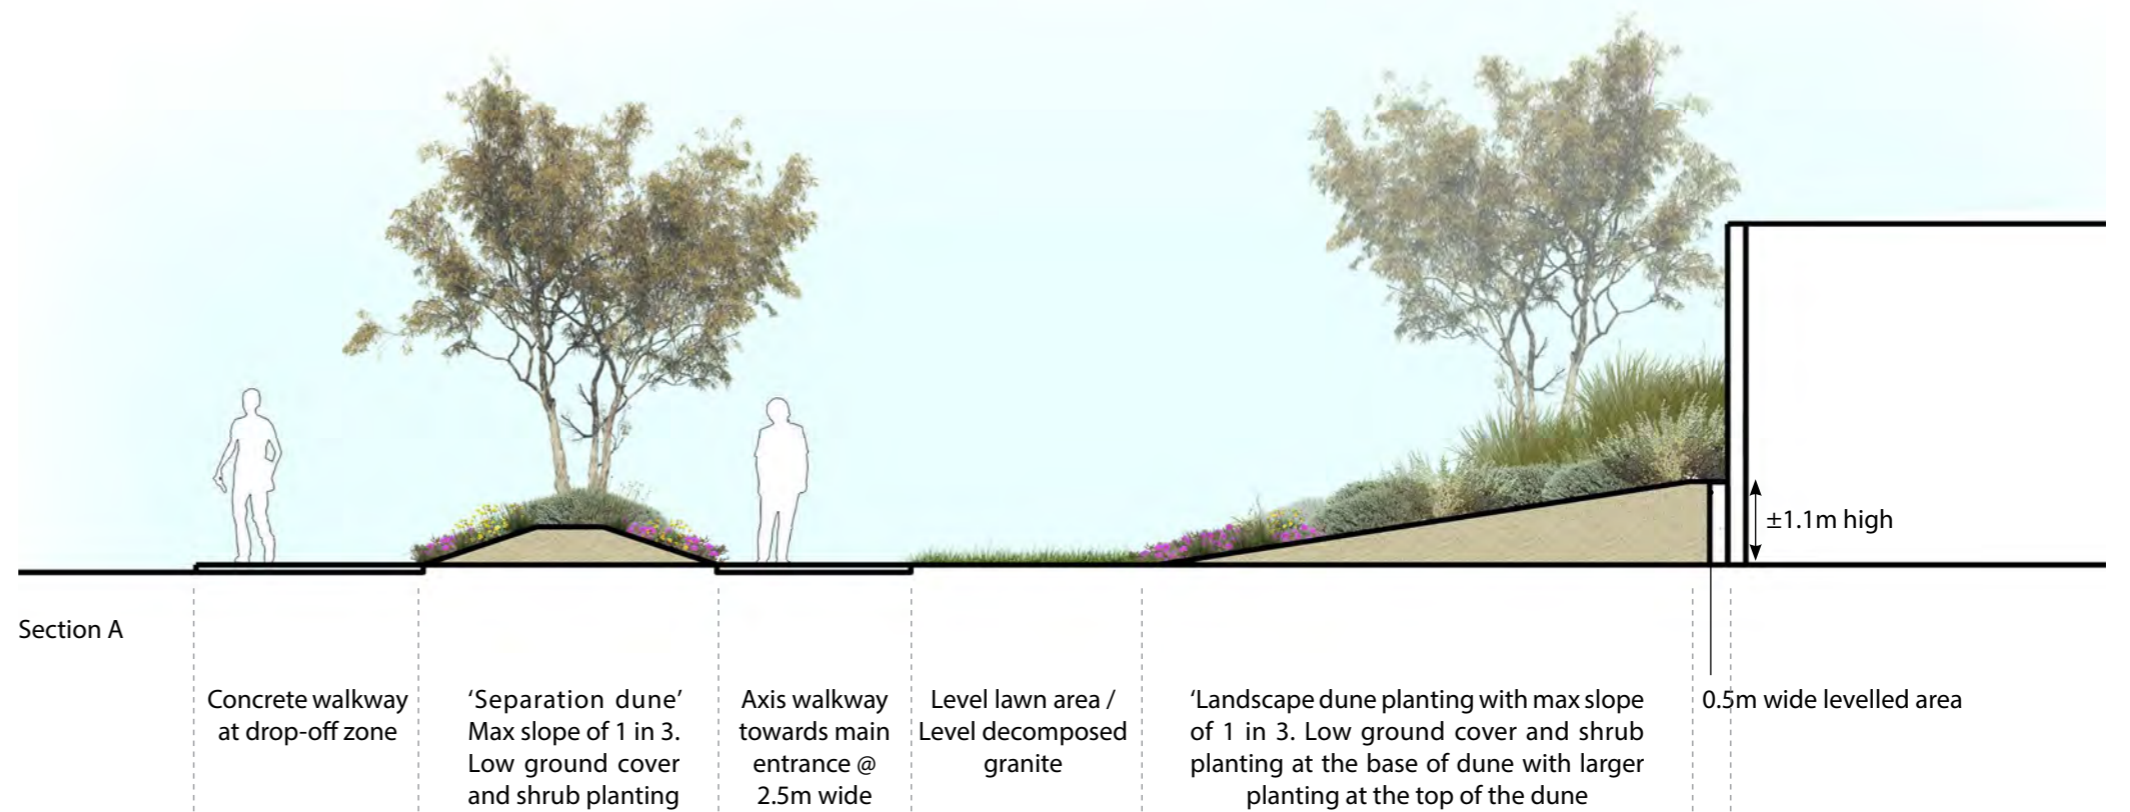 ±1.1m high
Section A
Concrete walkway
at drop-off zone
‘Separation dune’
Max slope of 1 in 3.
Low ground cover
and shrub planting
Axis walkway
towards main
entrance @
2.5m wide
Level lawn area /
Level decomposed
granite
‘Landscape dune planting with max slope
of 1 in 3. Low ground cover and shrub
planting at the base of dune with larger
planting at the top of the dune
0.5m wide levelled area